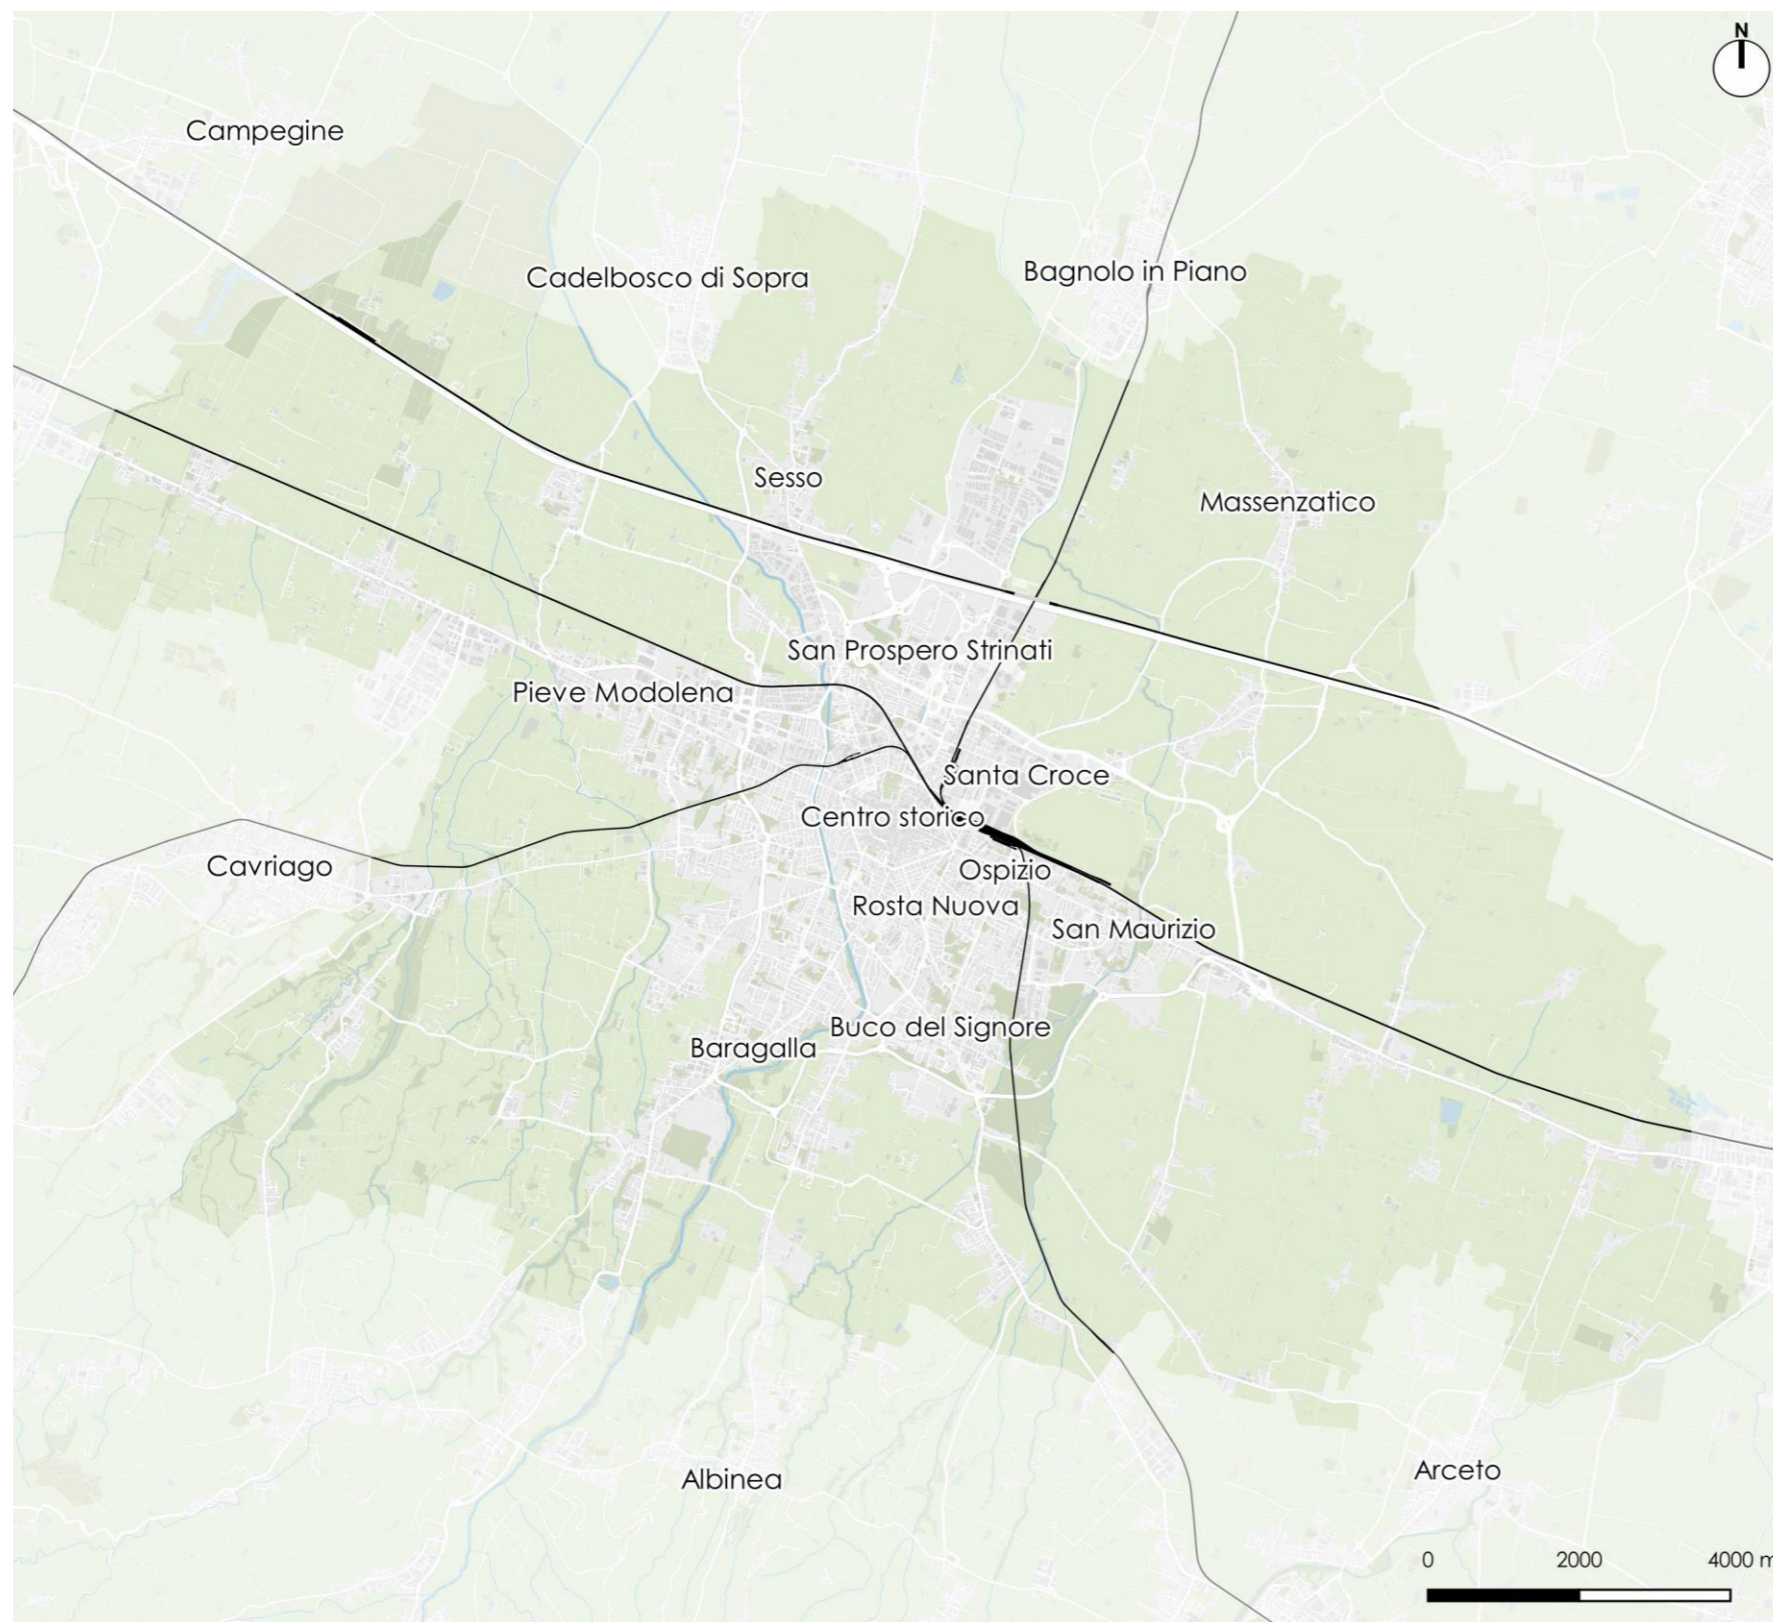 N
Campegine
Cadelbosco di Sopra
Bagnolo in Piano
Sesso
Massenzatico
San Prospero Strinati
Pieve Modolena
Santa Croce
Centro storico
Cavriago
Ospizio
Rosta Nuova
San Maurizio
Buco del Signore
Baragalla
Albinea
Arceto
0 2000 4000 m